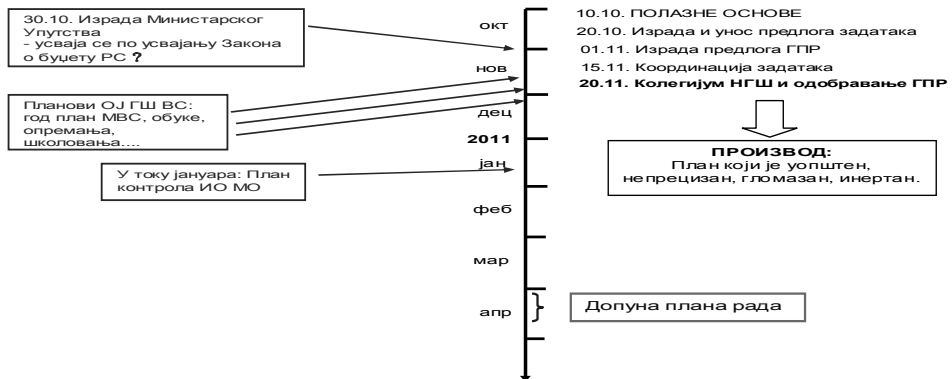 30.10. Израда Министарског
Упутства
- усваја се по усвајању Закона
о буџету РС ?
Планови ОЈ ГШ ВС:
год план МВС, обуке,
опремања,
школовања....
У току јануара: План
контрола ИО МО
окт
нов
дец
2011
јан
феб
мар
апр
10.10. ПОЛАЗНЕ ОСНОВЕ
20.10. Израда и унос предлога задатака
01.11. Израда предлога ГПР
15.11. Координација задатака
20.11. Колегијум НГШ и одобравање ГПР
ПРОИЗВОД:
План који је уопштен,
непрецизан, гломазан, инертан.
Допуна плана рада